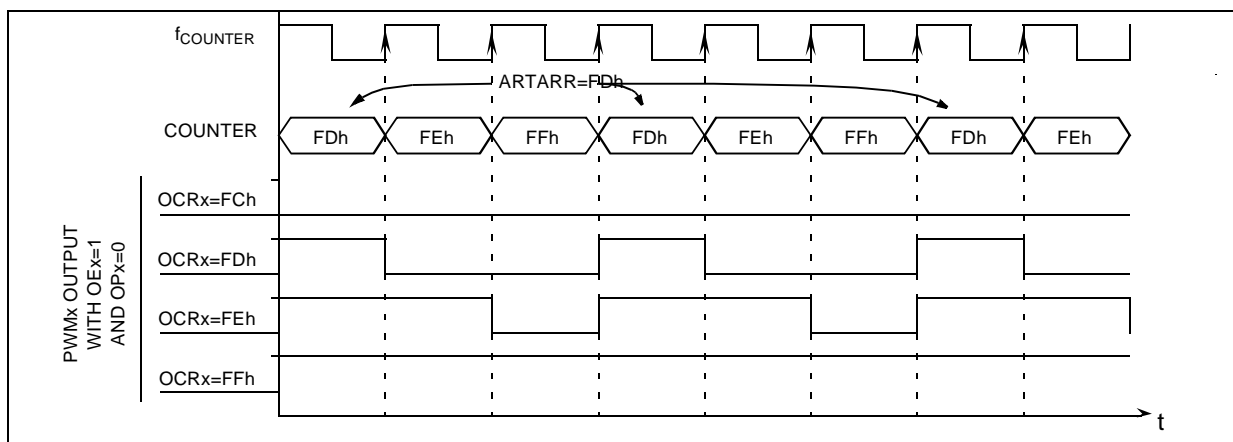 fCOUNTER
ARTARR=FDh
COUNTER
FDh FEh FFh FDh FEh FFh FDh FEh
PWMx OUTPUT
WITH OEx=1
AND OPx=0
OCRx=FCh
OCRx=FDh
OCRx=FEh
OCRx=FFh
t